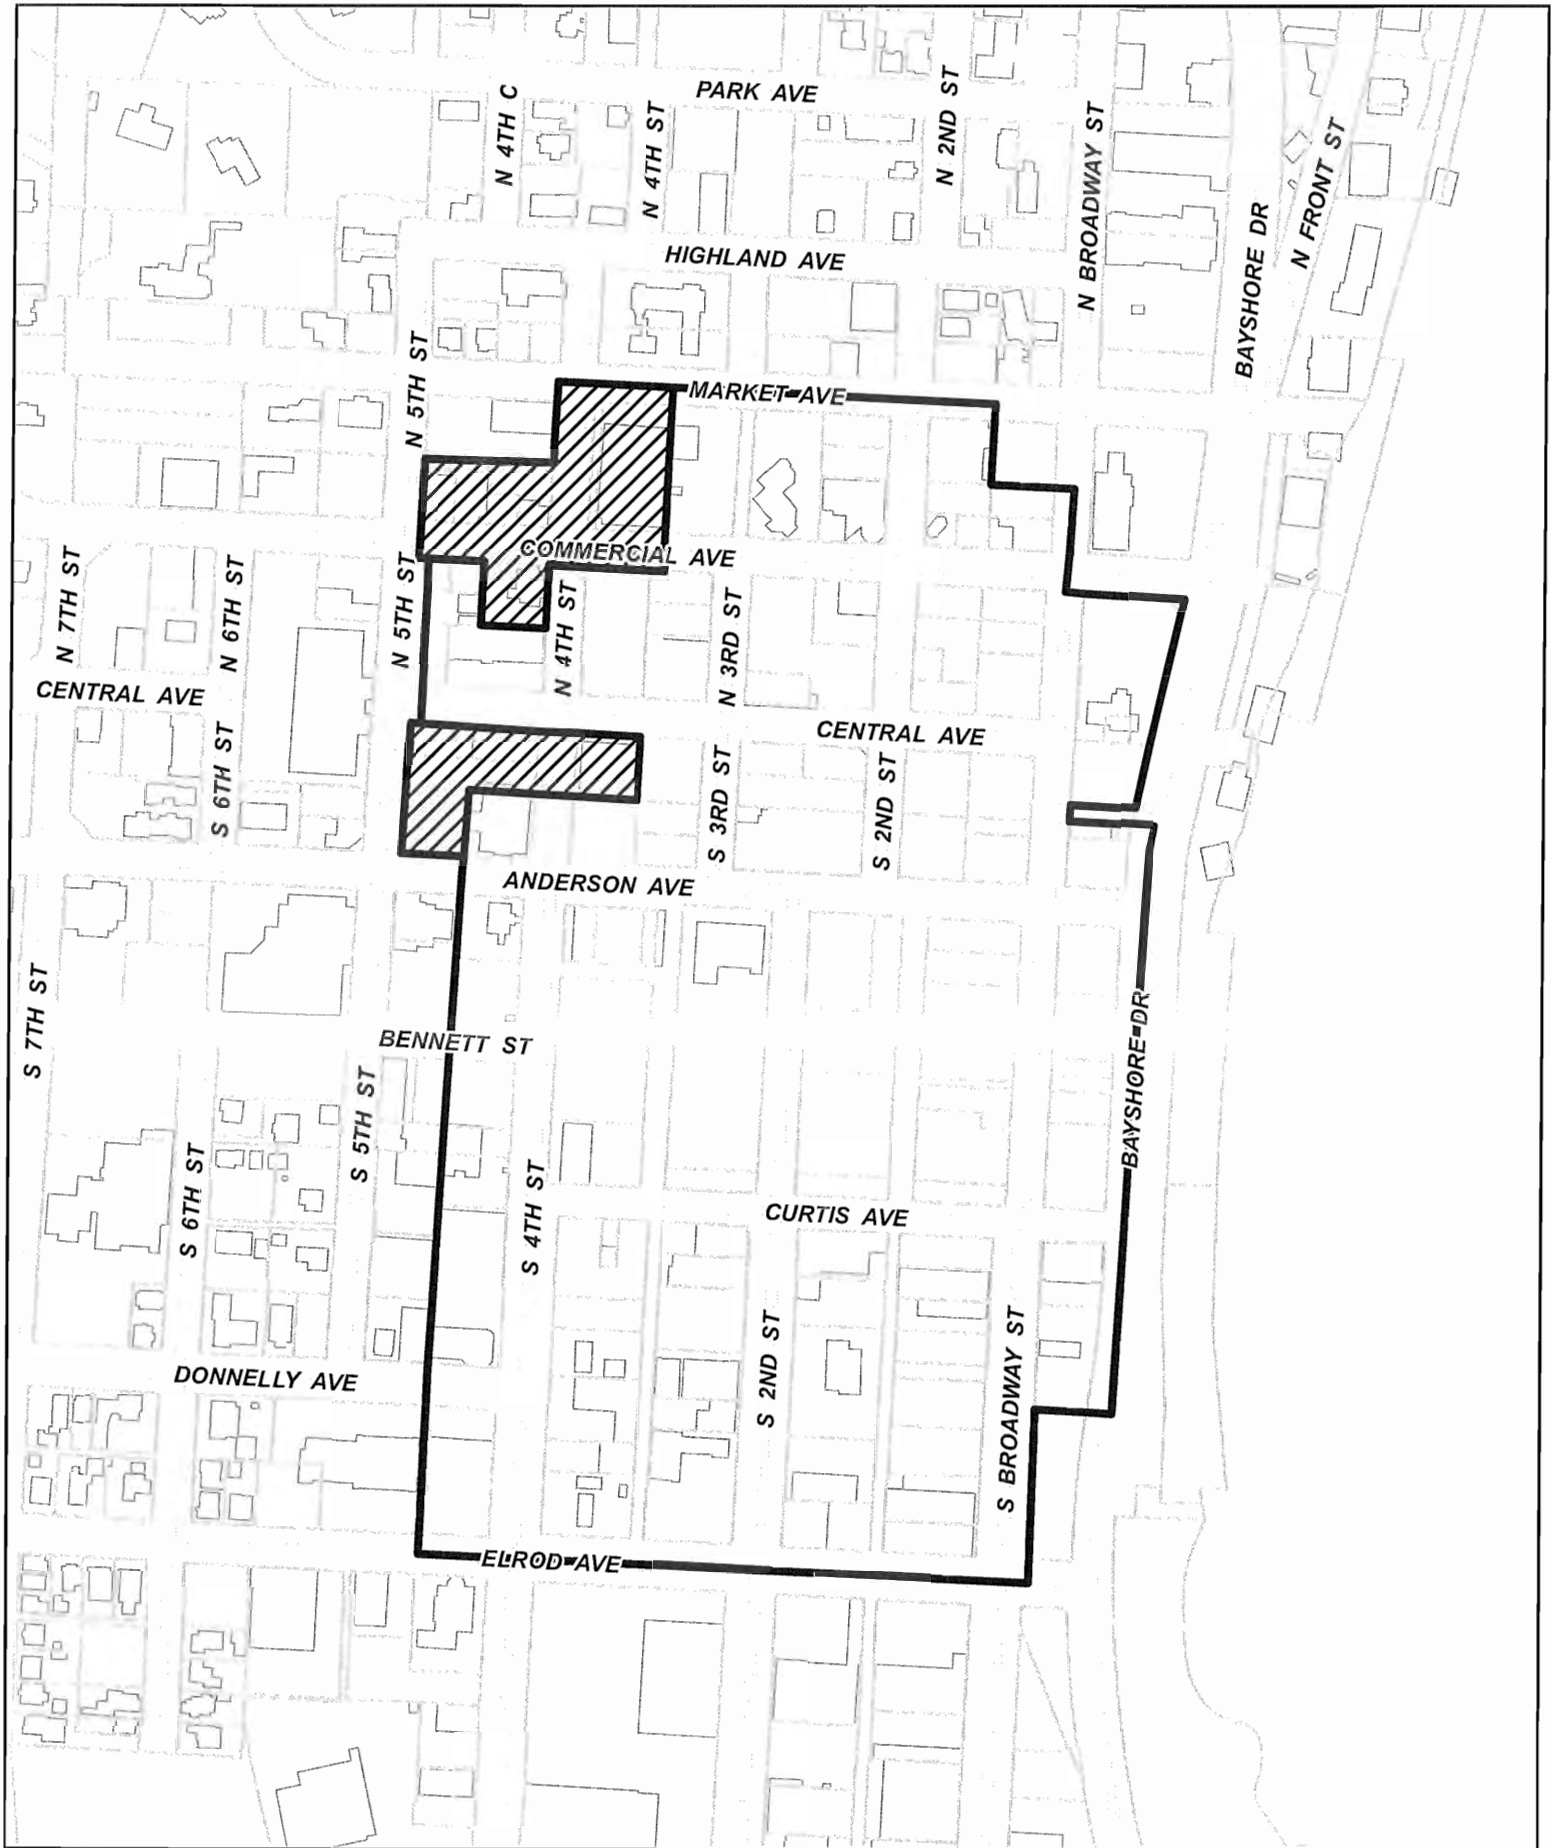 PARK AVE
N 4TH C
N 4TH ST
N 2ND ST
N BROADWAY ST
N FRONT ST
BAYSHORE DR
HIGHLAND AVE
N 5TH ST
MARKET AVE
COMMERCIAL AVE
N 7TH ST
N 6TH ST
N 5TH ST
N 4TH ST
N 3RD ST
CENTRAL AVE
CENTRAL AVE
S 6TH ST
S 3RD ST
S 2ND ST
ANDERSON AVE
S 7TH ST
BENNETT ST
BAYSHORE DR
S 5TH ST
S 6TH ST
S 4TH ST
CURTIS AVE
S 2ND ST
S BROADWAY ST
DONNELLY AVE
ELROD AVE